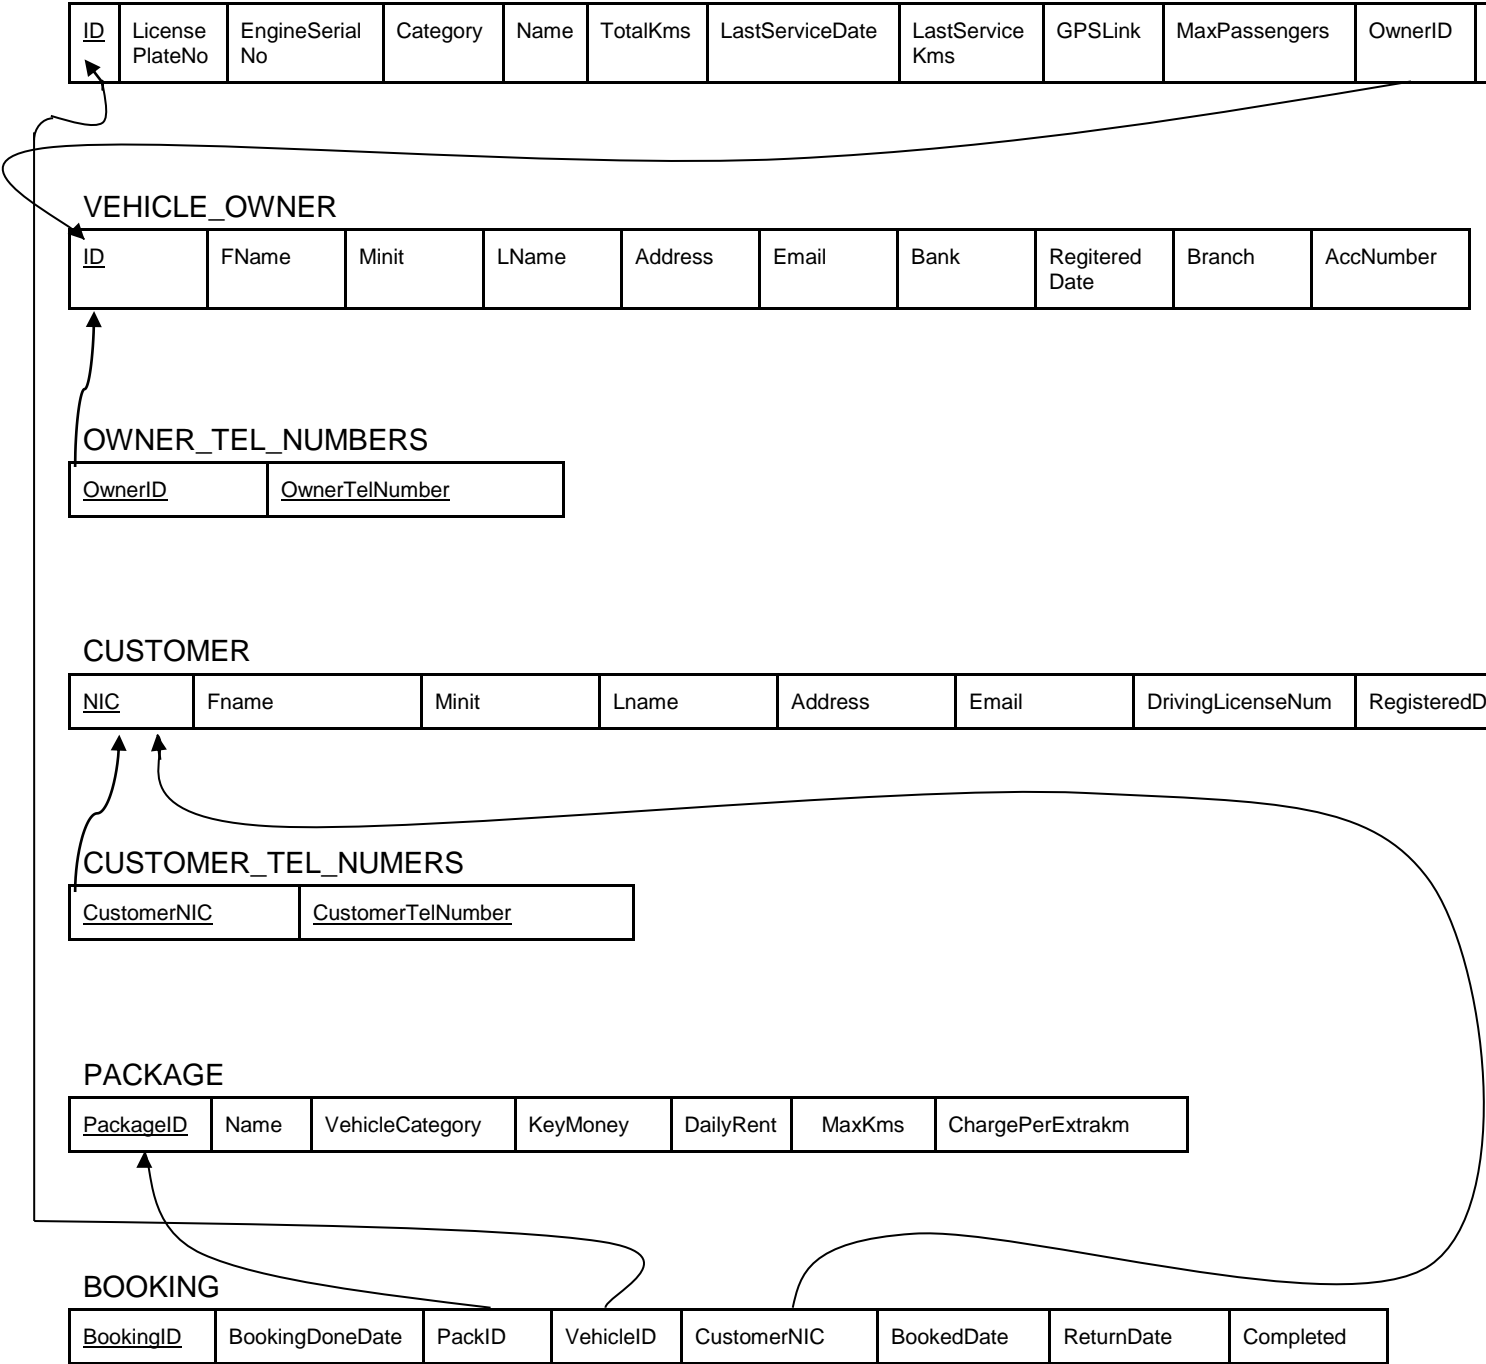 ID License EngineSerial Category Name TotalKms LastServiceDate LastService GPSLink MaxPassengers OwnerID
PlateNo No Kms
VEHICLE_OWNER
ID FName Minit LName Address Email Bank Regitered Branch AccNumber
Date
OWNER_TEL_NUMBERS
OwnerID OwnerTelNumber
CUSTOMER
NIC Fname Minit Lname Address Email DrivingLicenseNum RegisteredD
CUSTOMER_TEL_NUMERS
CustomerNIC CustomerTelNumber
PACKAGE
PackageID Name VehicleCategory KeyMoney DailyRent MaxKms ChargePerExtrakm
BOOKING
BookingID BookingDoneDate PackID VehicleID CustomerNIC BookedDate ReturnDate Completed